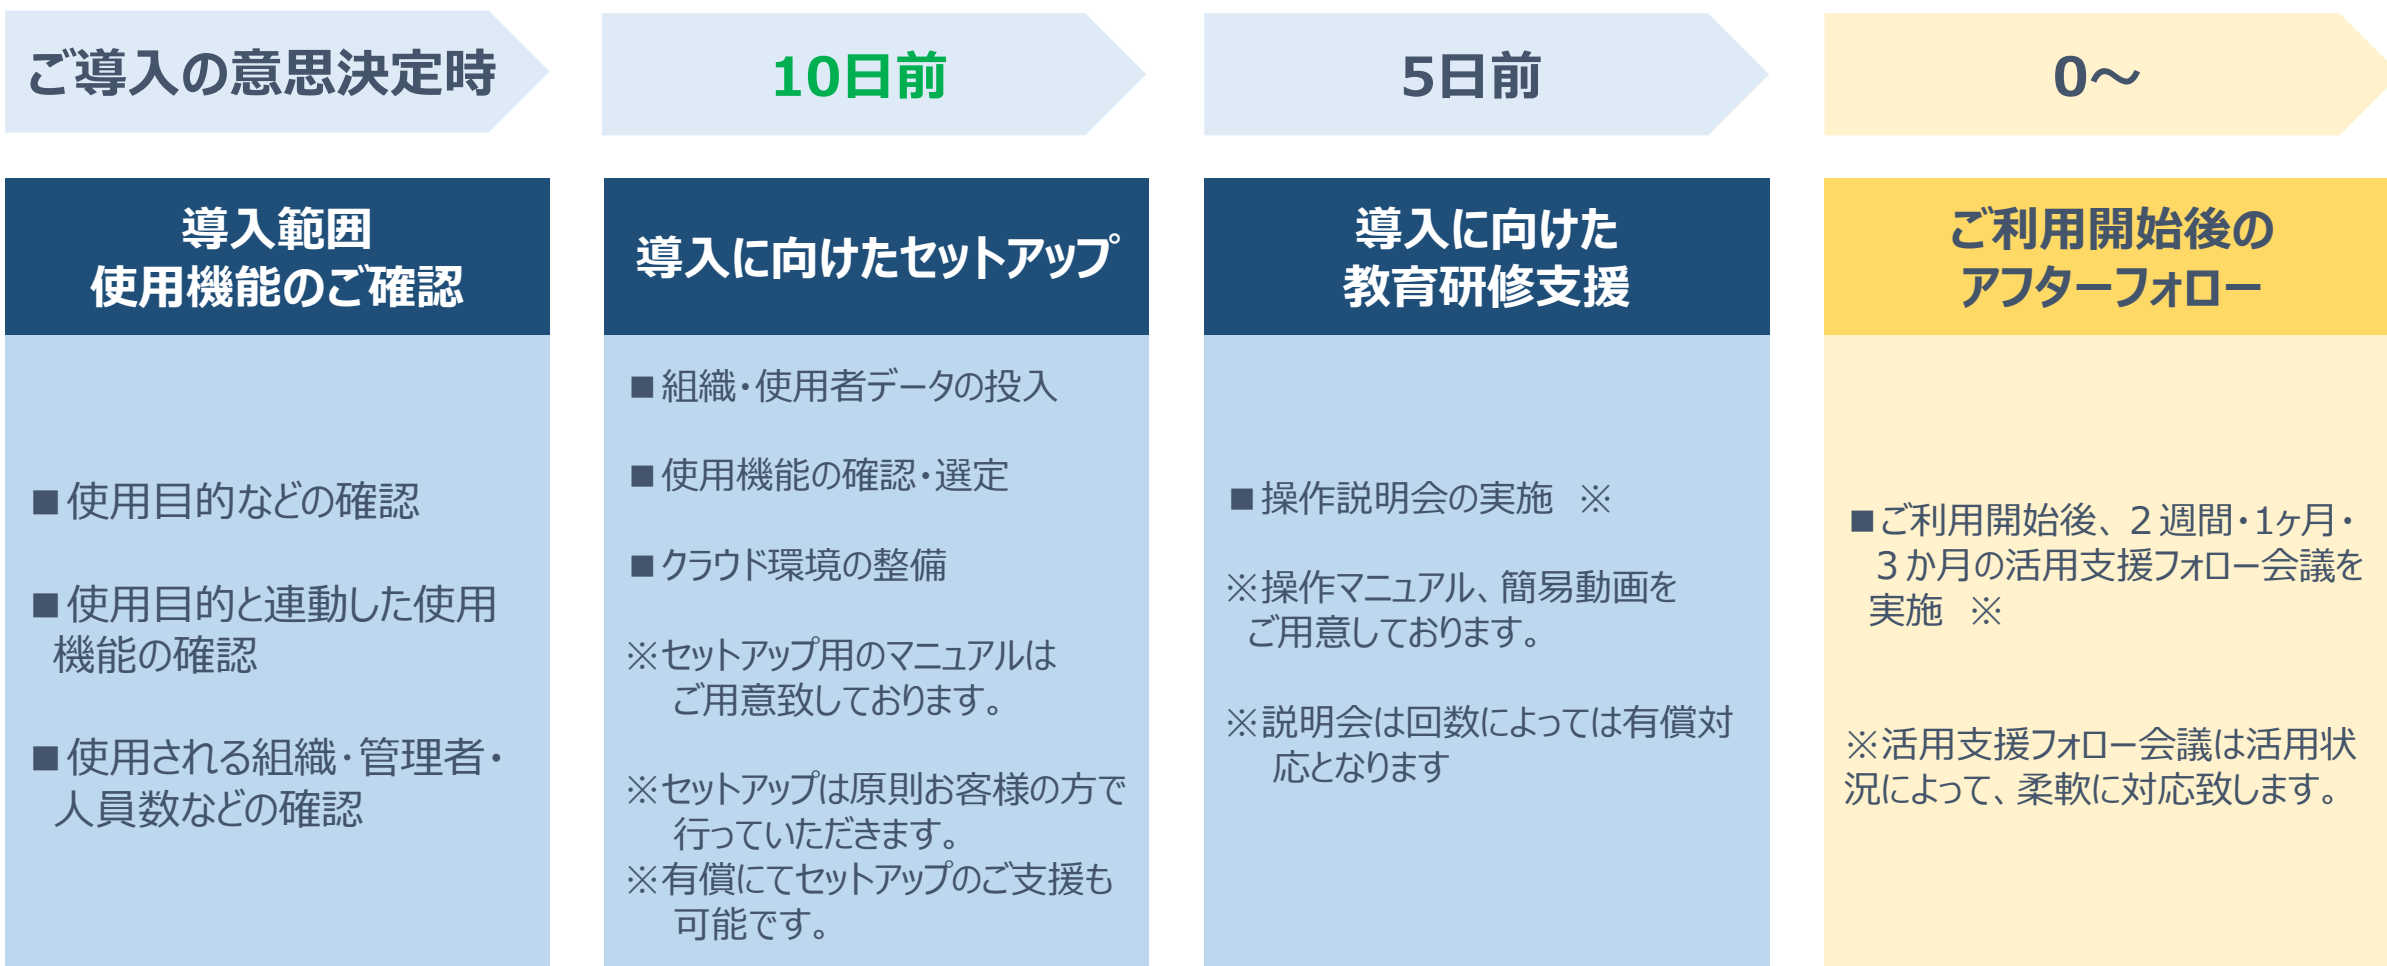 ご導入の意思決定時
10日前
5日前
0～
導入範囲
使用機能のご確認
■使用目的などの確認
■使用目的と連動した使用
機能の確認
■使用される組織・管理者・
人員数などの確認
導入に向けたセットアップ
■組織・使用者データの投入
■使用機能の確認・選定
■クラウド環境の整備
※セットアップ用のマニュアルは
ご用意致しております。
※セットアップは原則お客様の方で
行っていただきます。
※有償にてセットアップのご支援も
可能です。
導入に向けた
教育研修支援
■操作説明会の実施　※
※操作マニュアル、簡易動画を
ご用意しております。
※説明会は回数によっては有償対
応となります
ご利用開始後の
アフターフォロー
■ご利用開始後、２週間・1ヶ月・
３か月の活用支援フォロー会議を
実施　※
※活用支援フォロー会議は活用状
況によって、柔軟に対応致します。